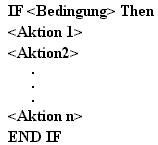 IF <Bedingung> Then
<Aktion 1>
<Aktion2>
.
.
.
<Aktion n>
END IF